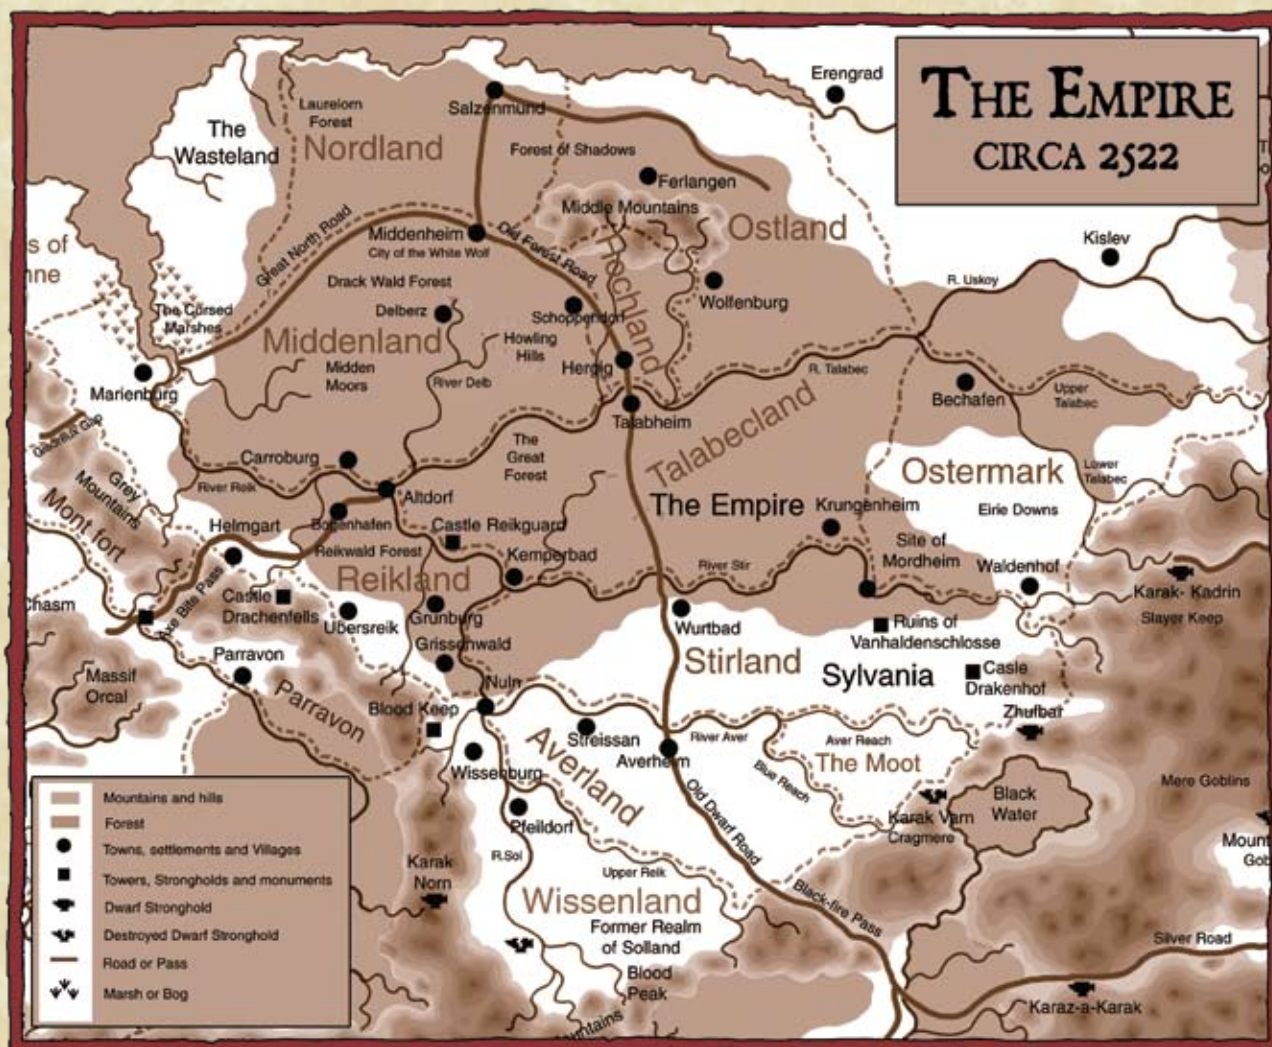 THE EMPIRE
CIRCA 2522
Erengrad
Salzenmund
Laurelorn
Forest
The
Wasteland
Nordland
Forest of Shadows
Ferlangen
Middle Mountains
Ostland
Kislev
Great North Road
Middenheim
City of the White Wolf
Old Forest Road
Hochland
R. Uskoy
Drack Wald Forest
Wolfenburg
The Cursed
Marshes
Delberz
Schoppendorf
Howling
Hills
Middenland
Midden
Moors
Hergig
River Delb
R. Talabec
Marienburg
Bechafen
Upper
Talabec
Talabheim
Talabecland
The
Great
Forest
Carroburg
Ostermark
Lower
Talabec
Grey
Mountains
River Reik
Altdorf
The Empire
Krungenheim
Eirie Downs
Mont fort
Helmgart
Bogenhafen
Castle Reikguard
Reikwald Forest
Kemperbad
Site of
Mordheim
Waldenhof
River Stir
Reikland
Karak- Kadrin
Slayer Keep
Chasm
Axe Bite Pass
Castle
Drachenfells
Ubersreik
Grunburg
Wurtbad
Ruins of
Vanhaldenschlosse
Grissenwald
Stirland
Sylvania
Casle
Drakenhof
Massif
Orcal
Parravon
Parravon
Nuln
Blood Keep
Zhufbar
Streissan
Averheim
River Aver
Aver Reach
The Moot
Blue Reach
Averland
Wissenburg
Pfeildorf
Old Dwarf Road
Karak Varn
Cragmere
Black
Water
Mere Goblins
Mount
Gob
R.Sol
Upper Reik
Karak
Norn
Wissenland
Former Realm
of Solland
Black-fire Pass
Silver Road
Blood
Peak
Karaz-a-Karak
Mountains and hills
Forest
Towns, settlements and Villages
Towers, Strongholds and monuments
Dwarf Stronghold
Destroyed Dwarf Stronghold
Road or Pass
Marsh or Bog